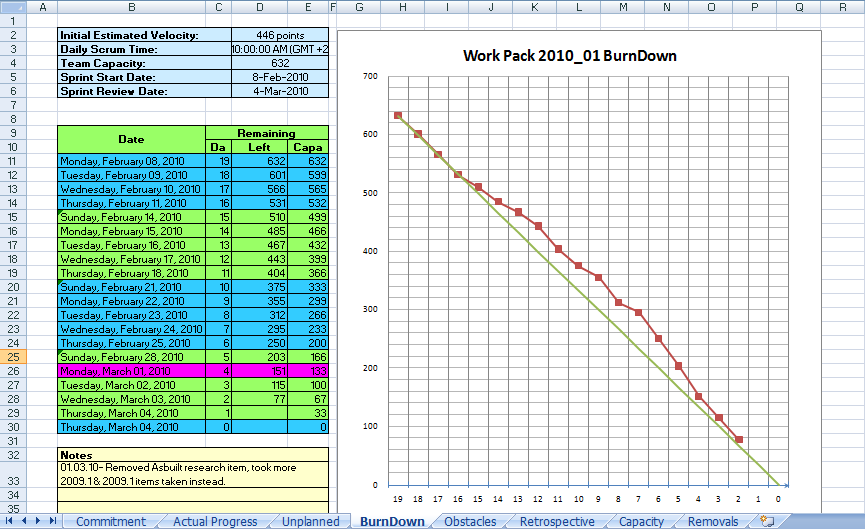 A B C D E F G H I J K L M N O P Q R
1
2 Initial Estimated Velocity: 446 points
3 Daily Scrum Time: 10:00:00 AM (GMT +2
4 Team Capacity: 632
5 Sprint Start Date: 8-Feb-2010
6 Sprint Review Date: 4-Mar-2010
7
8
9 Date Remaining
10 Da Left Capa
11 Monday, February 08, 2010 19 632 632
12 Tuesday, February 09, 2010 18 601 599
13 Wednesday, February 10, 2010 17 566 565
14 Thursday, February 11, 2010 16 531 532
15 Sunday, February 14, 2010 15 510 499
16 Monday, February 15, 2010 14 485 466
17 Tuesday, February 16, 2010 13 467 432
18 Wednesday, February 17, 2010 12 443 399
19 Thursday, February 18, 2010 11 404 366
20 Sunday, February 21, 2010 10 375 333
21 Monday, February 22, 2010 9 355 299
22 Tuesday, February 23, 2010 8 312 266
23 Wednesday, February 24, 2010 7 295 233
24 Thursday, February 25, 2010 6 250 200
25 Sunday, February 28, 2010 5 203 166
26 Monday, March 01, 2010 4 151 133
27 Tuesday, March 02, 2010 3 115 100
28 Wednesday, March 03, 2010 2 77 67
29 Thursday, March 04, 2010 1 33
30 Thursday, March 04, 2010 0 0
31
32 Notes
01.03.10- Removed Asbuilt research item, took more
33 2009.1 & 2009.1 items taken instead.
34
35
Work Pack 2010_01 BurnDown
700
600
500
400
300
200
100
0
19 18 17 16 15 14 13 12 11 10 9 8 7 6 5 4 3 2 1 0
Commitment Actual Progress Unplanned BurnDown Obstacles Retrospective Capacity Removals